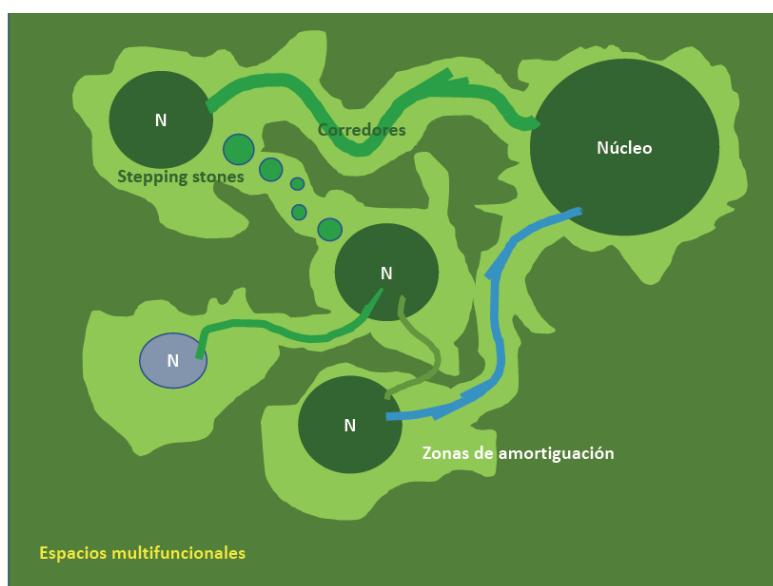 N
Corredores
Núcleo
Stepping stones
N
N
N
Zonas de amortiguación
Espacios multifuncionales